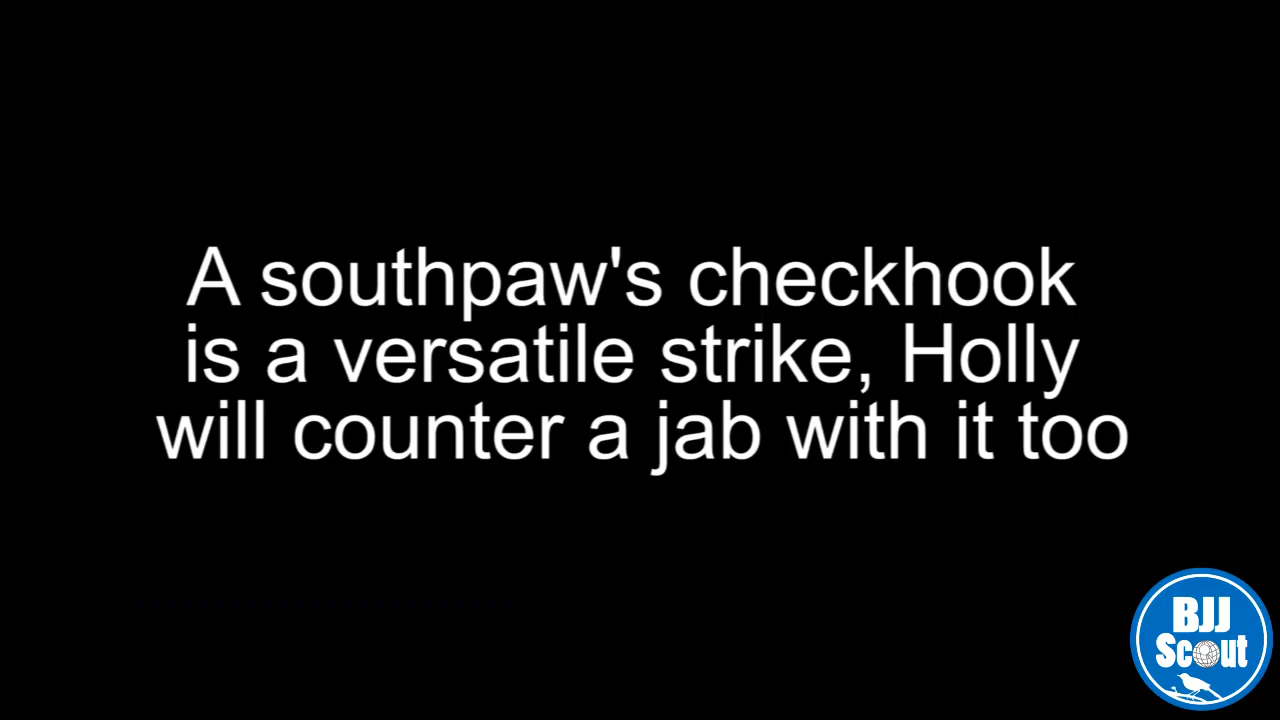 A southpaw's checkhook
is a versatile strike, Holly
will counter a jab with it too
BJJ
Scout